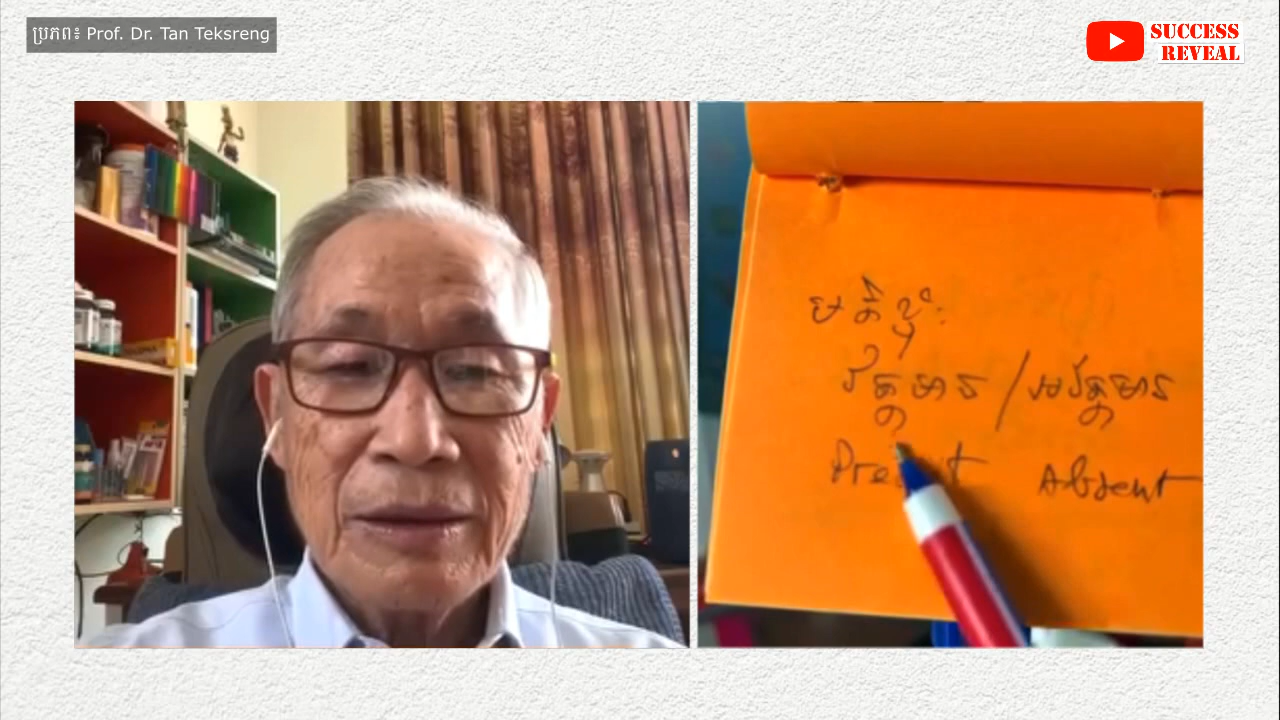 ប្រភព៖ Prof. Dr. Tan Teksreng
SUCCESS
REVEAL
វត្តមាន / អវត្តមាន
Present Absent